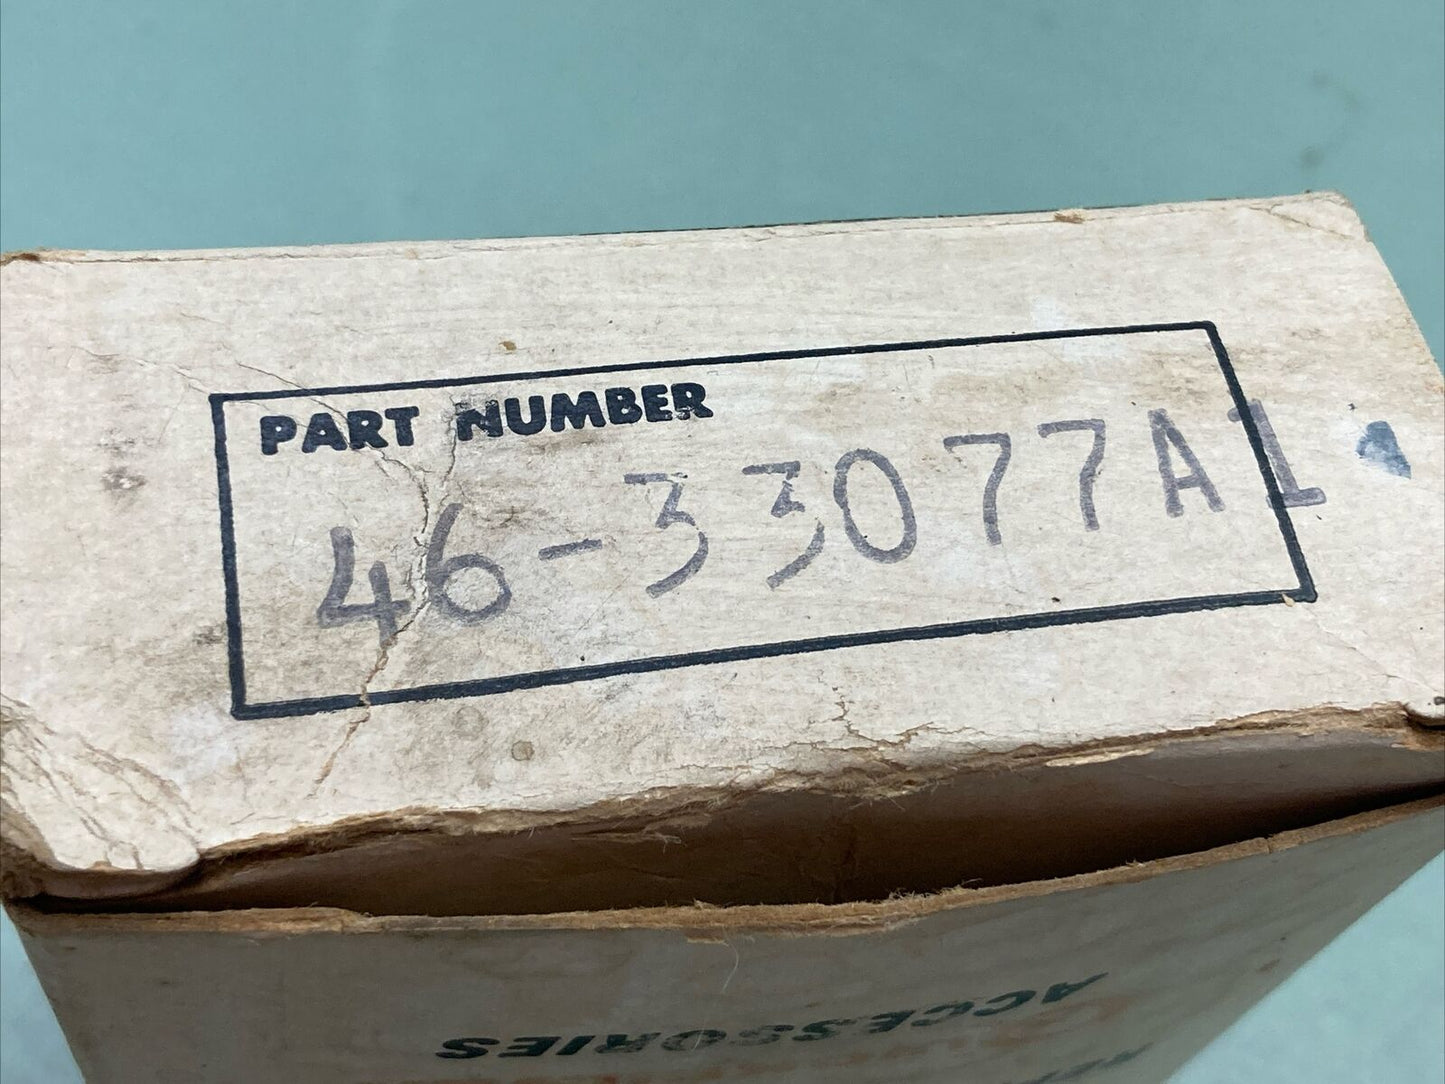 PART NUMBER
46-33077A1
ACCESSORIES